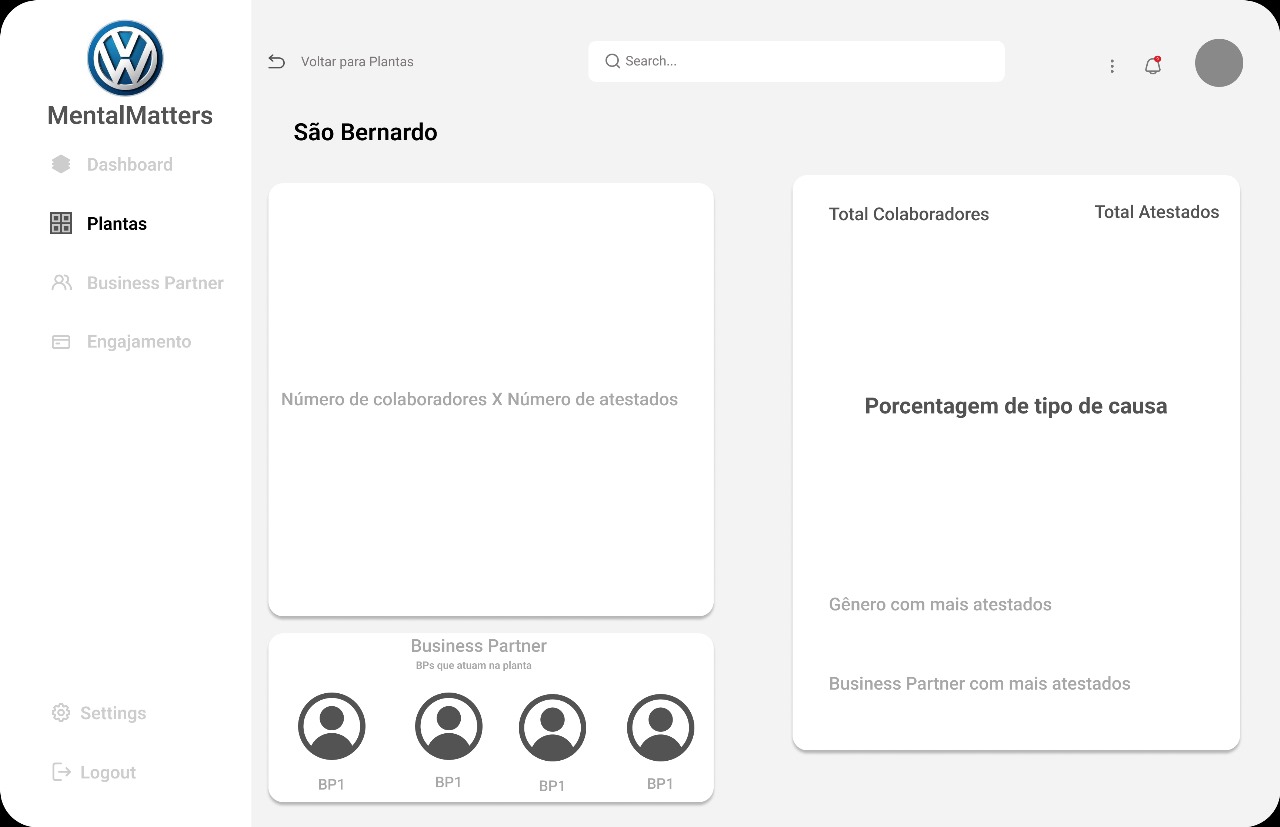 MentalMatters
Dashboard
Plantas
Business Partner
Engajamento
Settings
Logout
Voltar para Plantas
Search...
São Bernardo
Número de colaboradores X Número de atestados
Business Partner
BPs que atuam na planta
BP1
BP1
BP1
BP1
Total Colaboradores
Total Atestados
Porcentagem de tipo de causa
Gênero com mais atestados
Business Partner com mais atestados